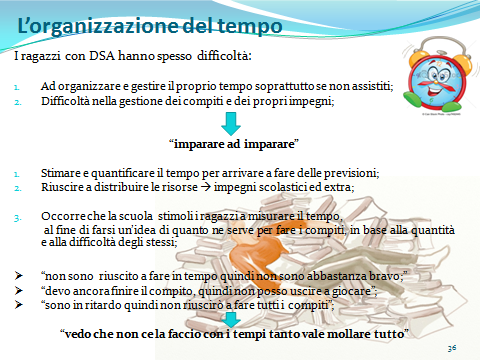 L'organizzazione del tempo
I ragazzi con DSA hanno spesso difficoltà:
1. Ad organizzare e gestire il proprio tempo soprattutto se non assistiti;
2. Difficoltà nella gestione dei compiti e dei propri impegni;
"imparare ad imparare"
1. Stimare e quantificare il tempo per arrivare a fare delle previsioni;
2. Riuscire a distribuire le risorse → impegni scolastici ed extra;
3. Occorre che la scuola stimoli i ragazzi a misurare il tempo,
al fine di farsi un'idea di quanto ne serve per fare i compiti, in base alla quantità
e alla difficoltà degli stessi;
➢ "non sono riuscito a fare in tempo quindi non sono abbastanza bravo;"
➢ "devo ancora finire il compito, quindi non posso uscire a giocare";
➢ "sono in ritardo quindi non riuscirò a fare tutti i compiti";
"vedo che non ce la faccio con i tempi tanto vale mollare tutto"
36